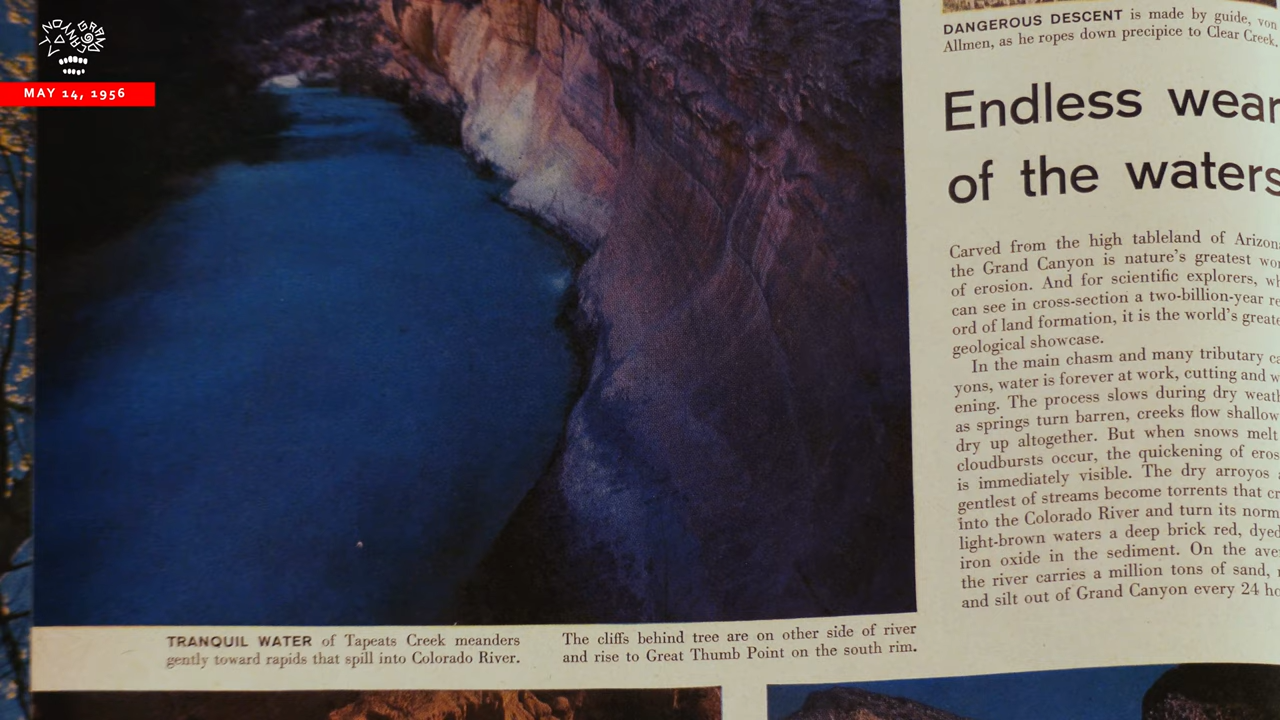 GRAND CANYON
MAY 14, 1956
DANGEROUS DESCENT is made by guide, von
Allmen, as he ropes down precipice to Clear Creek.
Endless wear
of the waters
Carved from the high tableland of Arizon
the Grand Canyon is nature's greatest wo
of erosion. And for scientific explorers, w
can see in cross-section a two-billion-year re
ord of land formation, it is the world's greate
geological showcase.
In the main chasm and many tributary ca
yons, water is forever at work, cutting and w
ening. The process slows during dry weath
as springs turn barren, creeks flow shallow
dry up altogether. But when snows melt
cloudbursts occur, the quickening of eros
is immediately visible. The dry arroyos
gentlest of streams become torrents that cr
into the Colorado River and turn its norm
light-brown waters a deep brick red, dyed
iron oxide in the sediment. On the ave
the river carries a million tons of sand,
and silt out of Grand Canyon every 24 ho
TRANQUIL WATER of Tapeats Creek meanders
gently toward rapids that spill into Colorado River.
The cliffs behind tree are on other side of river
and rise to Great Thumb Point on the south rim.